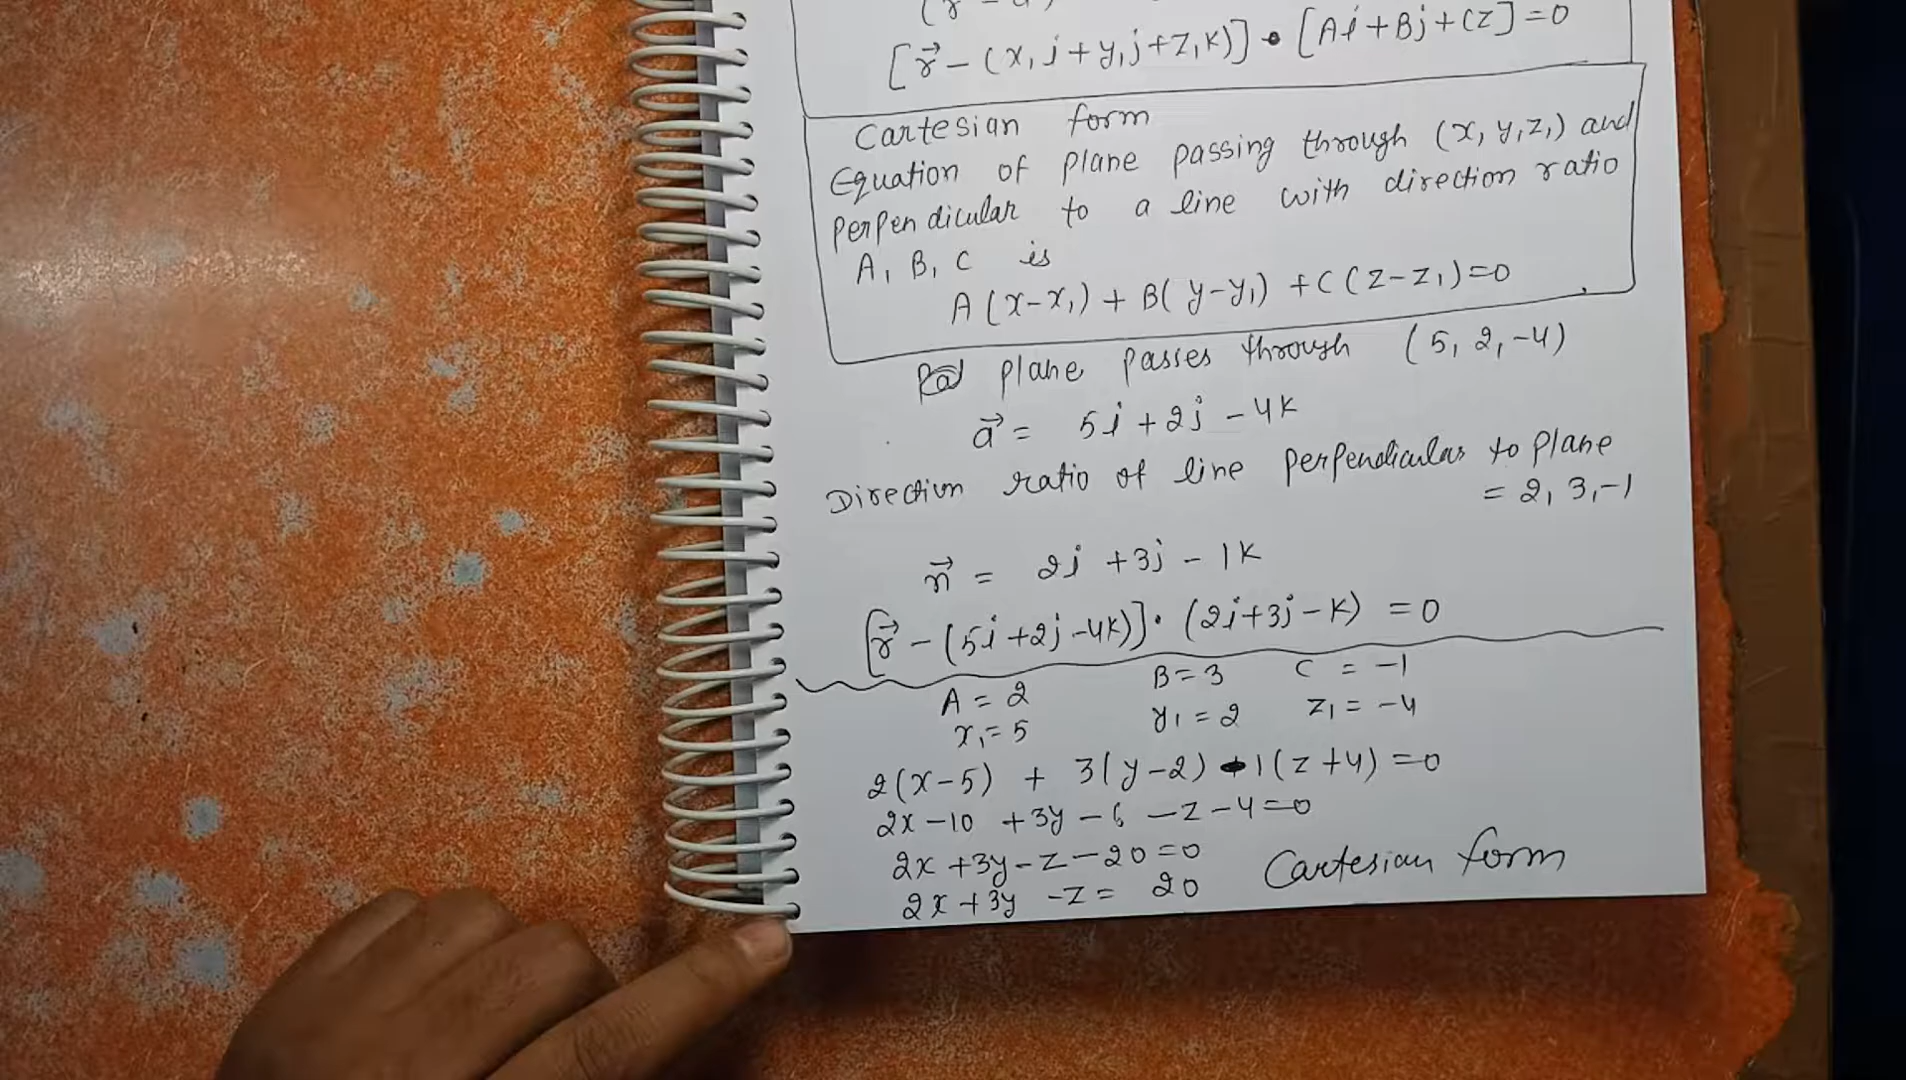 [r⃗ - (x₁i + y₁j + z₁k)] • [Ai + Bj + CZ] = 0
Cartesian form
Equation of plane passing through (x, y, z₁) and
perpendicular to a line with direction ratio
A, B, C is
A(x-x₁) + B(y-y₁) + C(z-z₁) = 0
plane passes through (5, 2, -4)
a⃗ = 5i + 2j - 4k
Direction ratio of line perpendicular to plane
= 2, 3, -1
n⃗ = 2i + 3j - 1k
[r⃗ - (5i + 2j - 4k)] • (2i + 3j - k) = 0
A = 2 B = 3 C = -1
x₁ = 5 y₁ = 2 z₁ = -4
2(x-5) + 3(y-2) - 1(z+4) = 0
2x - 10 + 3y - 6 - z - 4 = 0
2x + 3y - z - 20 = 0
2x + 3y - z = 20 Cartesian form